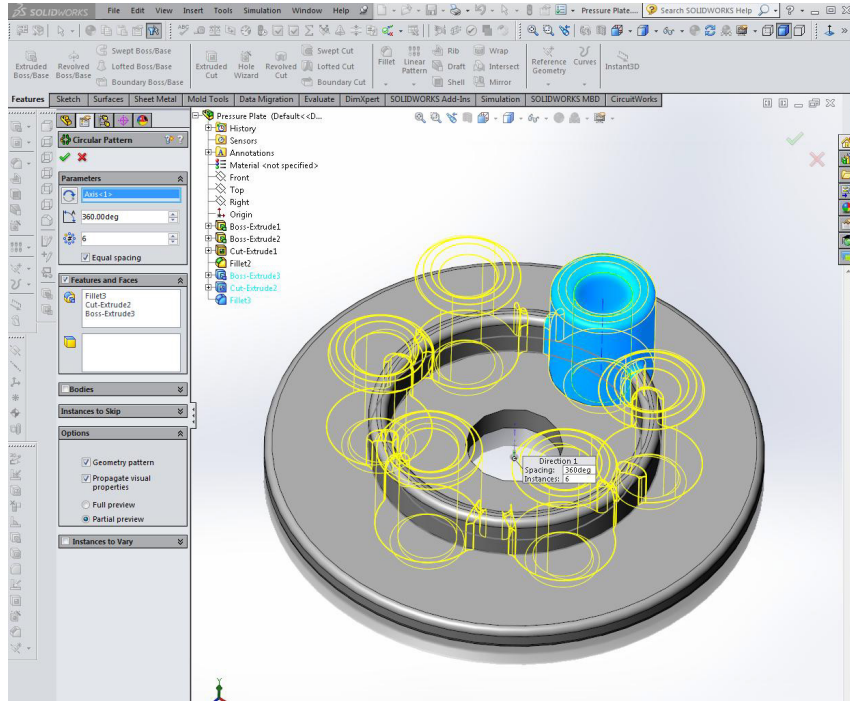 SOLIDWORKS File Edit View Insert Tools Simulation Window Help Pressure Plate.... Search SOLIDWORKS Help
Extruded Boss/Base
Revolved Boss/Base
Swept Boss/Base
Lofted Boss/Base
Boundary Boss/Base
Extruded Cut
Hole Wizard
Revolved Cut
Swept Cut
Lofted Cut
Boundary Cut
Fillet
Linear Pattern
Rib
Draft
Shell
Wrap
Intersect
Mirror
Reference Geometry
Curves
Instant3D
Features Sketch Surfaces Sheet Metal Mold Tools Data Migration Evaluate DimXpert SOLIDWORKS Add-Ins Simulation SOLIDWORKS MBD CircuitWorks
Circular Pattern
Parameters
Axis<1>
360.00deg
6
Equal spacing
Features and Faces
Fillet3
Cut-Extrude2
Boss-Extrude3
Bodies
Instances to Skip
Options
Geometry pattern
Propagate visual
properties
Full preview
Partial preview
Instances to Vary
Pressure Plate (Default<<D...
History
Sensors
Annotations
Material <not specified>
Front
Top
Right
Origin
Boss-Extrude1
Boss-Extrude2
Cut-Extrude1
Fillet2
Boss-Extrude3
Cut-Extrude2
Fillet3
Direction 1
Spacing: 360deg
Instances: 6
Y